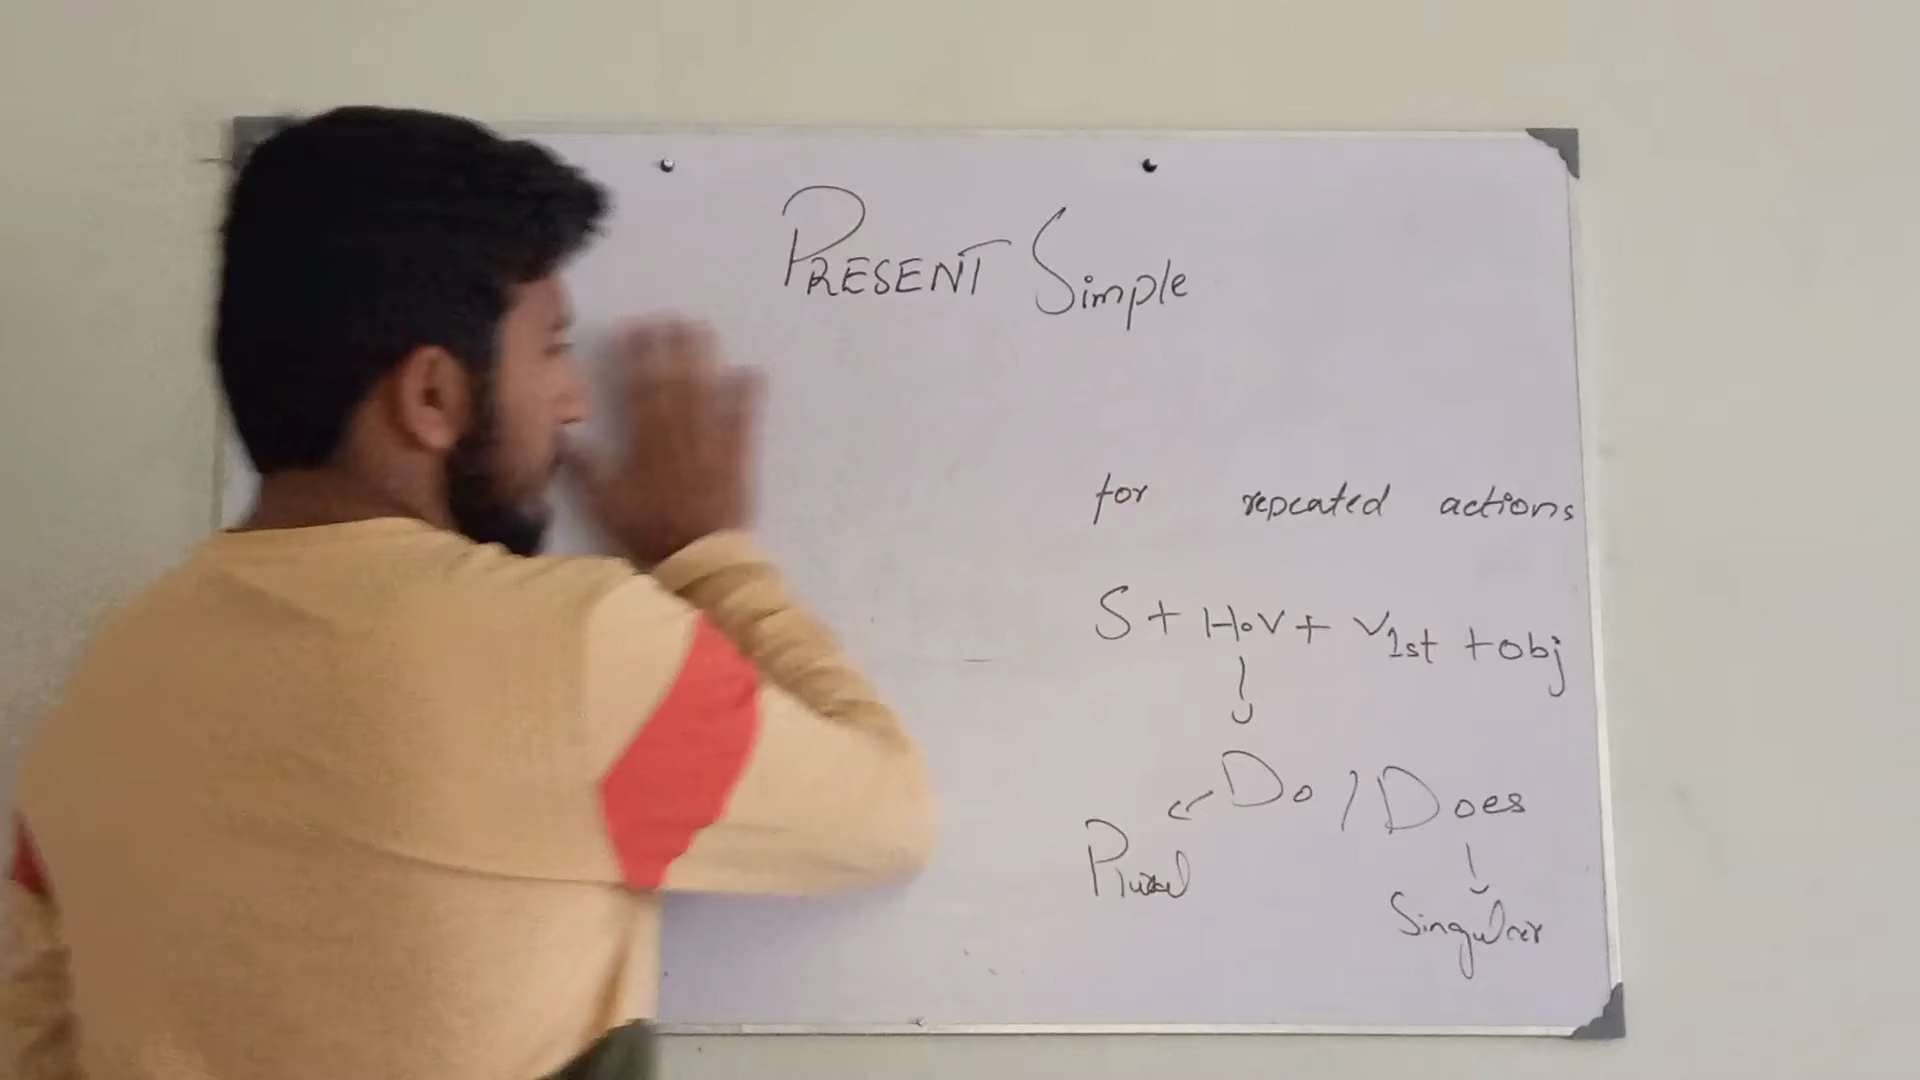 PRESENT Simple
for repeated actions
S + H.V + V1st + obj
Do / Does
Plural
Singular